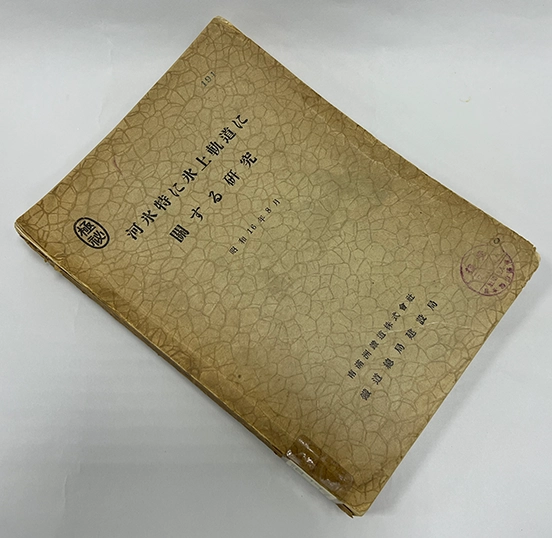 191
極秘
河氷特に氷上軌道に
關する研究
昭和16年8月
南滿洲鐵道株式會社
鐵道總局建設局